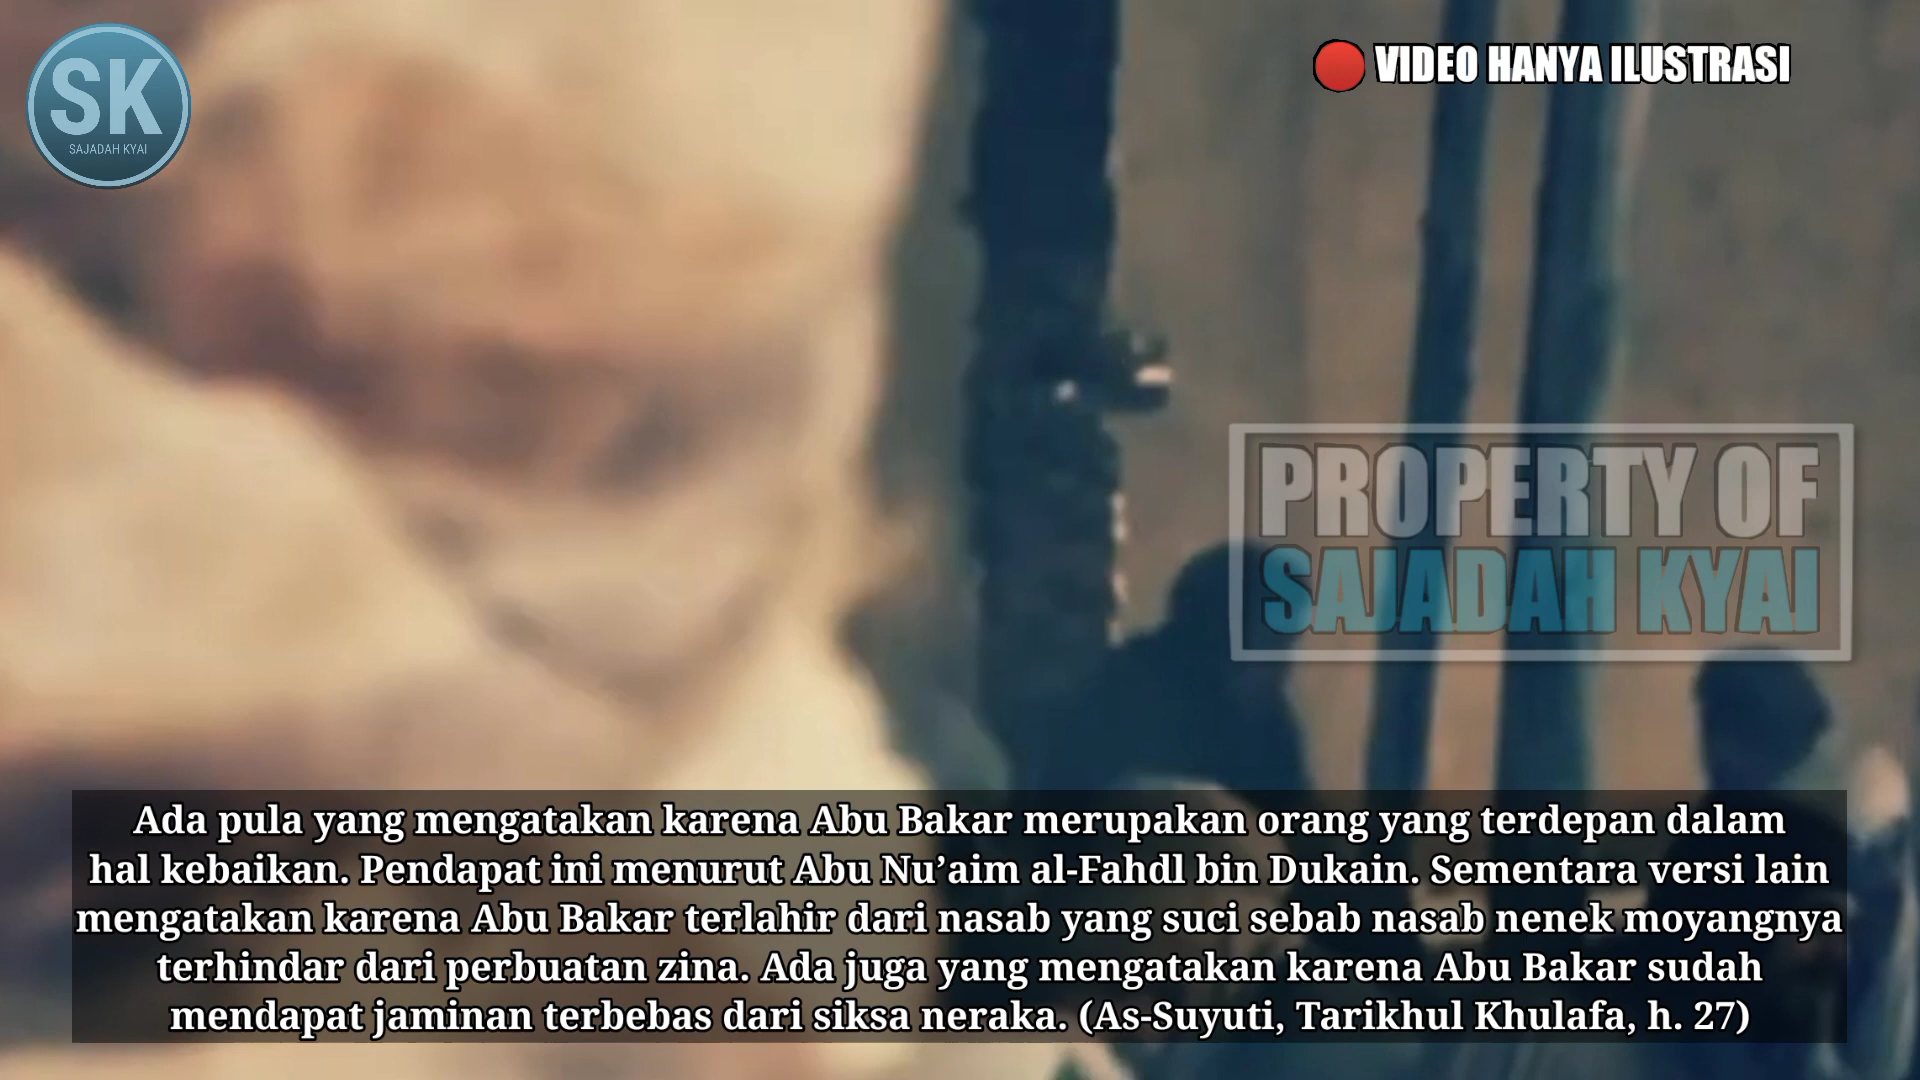 SK
SAJADAH KYAI
VIDEO HANYA ILUSTRASI
PROPERTY OF
SAJADAH KYAI
Ada pula yang mengatakan karena Abu Bakar merupakan orang yang terdepan dalam
hal kebaikan. Pendapat ini menurut Abu Nu’aim al-Fahdl bin Dukain. Sementara versi lain
mengatakan karena Abu Bakar terlahir dari nasab yang suci sebab nasab nenek moyangnya
terhindar dari perbuatan zina. Ada juga yang mengatakan karena Abu Bakar sudah
mendapat jaminan terbebas dari siksa neraka. (As-Suyuti, Tarikhul Khulafa, h. 27)